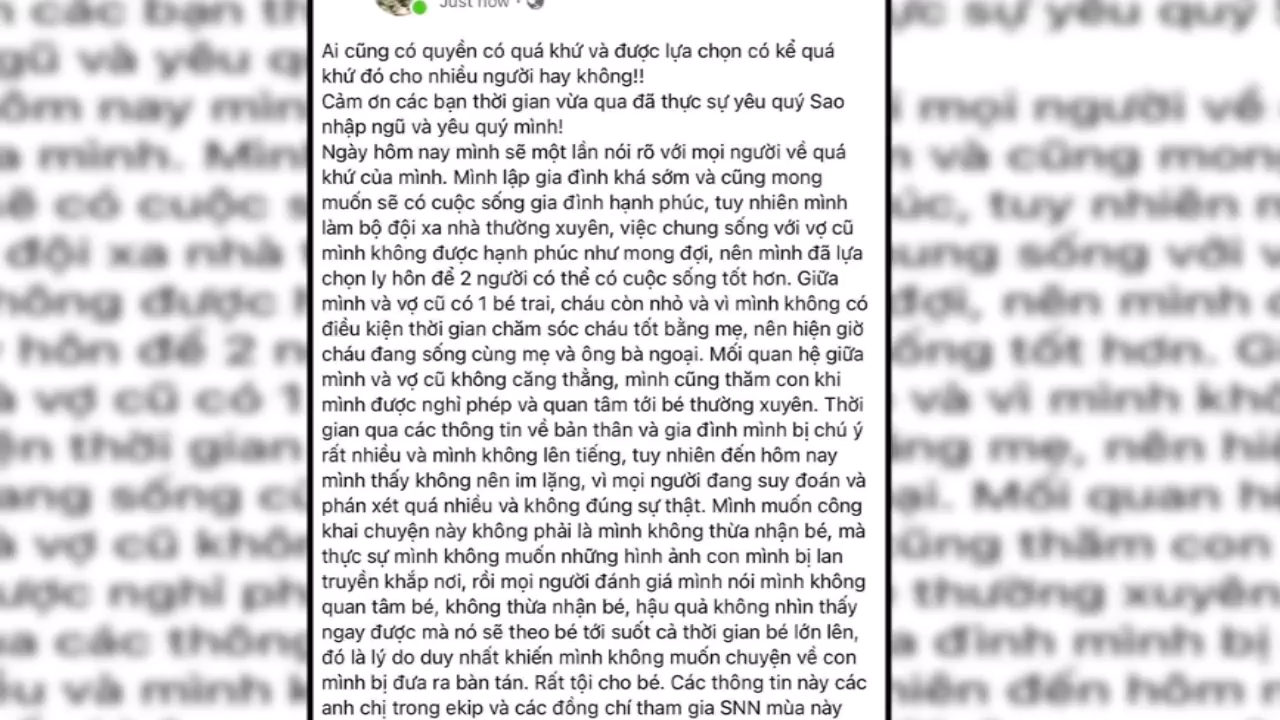 Just now
Ai cũng có quyền có quá khứ và được lựa chọn có kể quá
khứ đó cho nhiều người hay không!!
Cảm ơn các bạn thời gian vừa qua đã thực sự yêu quý Sao
nhập ngũ và yêu quý mình!
Ngày hôm nay mình sẽ một lần nói rõ với mọi người về quá
khứ của mình. Mình lập gia đình khá sớm và cũng mong
muốn sẽ có cuộc sống gia đình hạnh phúc, tuy nhiên mình
làm bộ đội xa nhà thường xuyên, việc chung sống với vợ cũ
mình không được hạnh phúc như mong đợi, nên mình đã lựa
chọn ly hôn để 2 người có thể có cuộc sống tốt hơn. Giữa
mình và vợ cũ có 1 bé trai, cháu còn nhỏ và vì mình không có
điều kiện thời gian chăm sóc cháu tốt bằng mẹ, nên hiện giờ
cháu đang sống cùng mẹ và ông bà ngoại. Mối quan hệ giữa
mình và vợ cũ không căng thẳng, mình cũng thăm con khi
mình được nghỉ phép và quan tâm tới bé thường xuyên. Thời
gian qua các thông tin về bản thân và gia đình mình bị chú ý
rất nhiều và mình không lên tiếng, tuy nhiên đến hôm nay
mình thấy không nên im lặng, vì mọi người đang suy đoán và
phán xét quá nhiều và không đúng sự thật. Mình muốn công
khai chuyện này không phải là mình không thừa nhận bé, mà
thực sự mình không muốn những hình ảnh con mình bị lan
truyền khắp nơi, rồi mọi người đánh giá mình nói mình không
quan tâm bé, không thừa nhận bé, hậu quả không nhìn thấy
ngay được mà nó sẽ theo bé tới suốt cả thời gian bé lớn lên,
đó là lý do duy nhất khiến mình không muốn chuyện về con
mình bị đưa ra bàn tán. Rất tội cho bé. Các thông tin này các
anh chị trong ekip và các đồng chí tham gia SNN mùa này